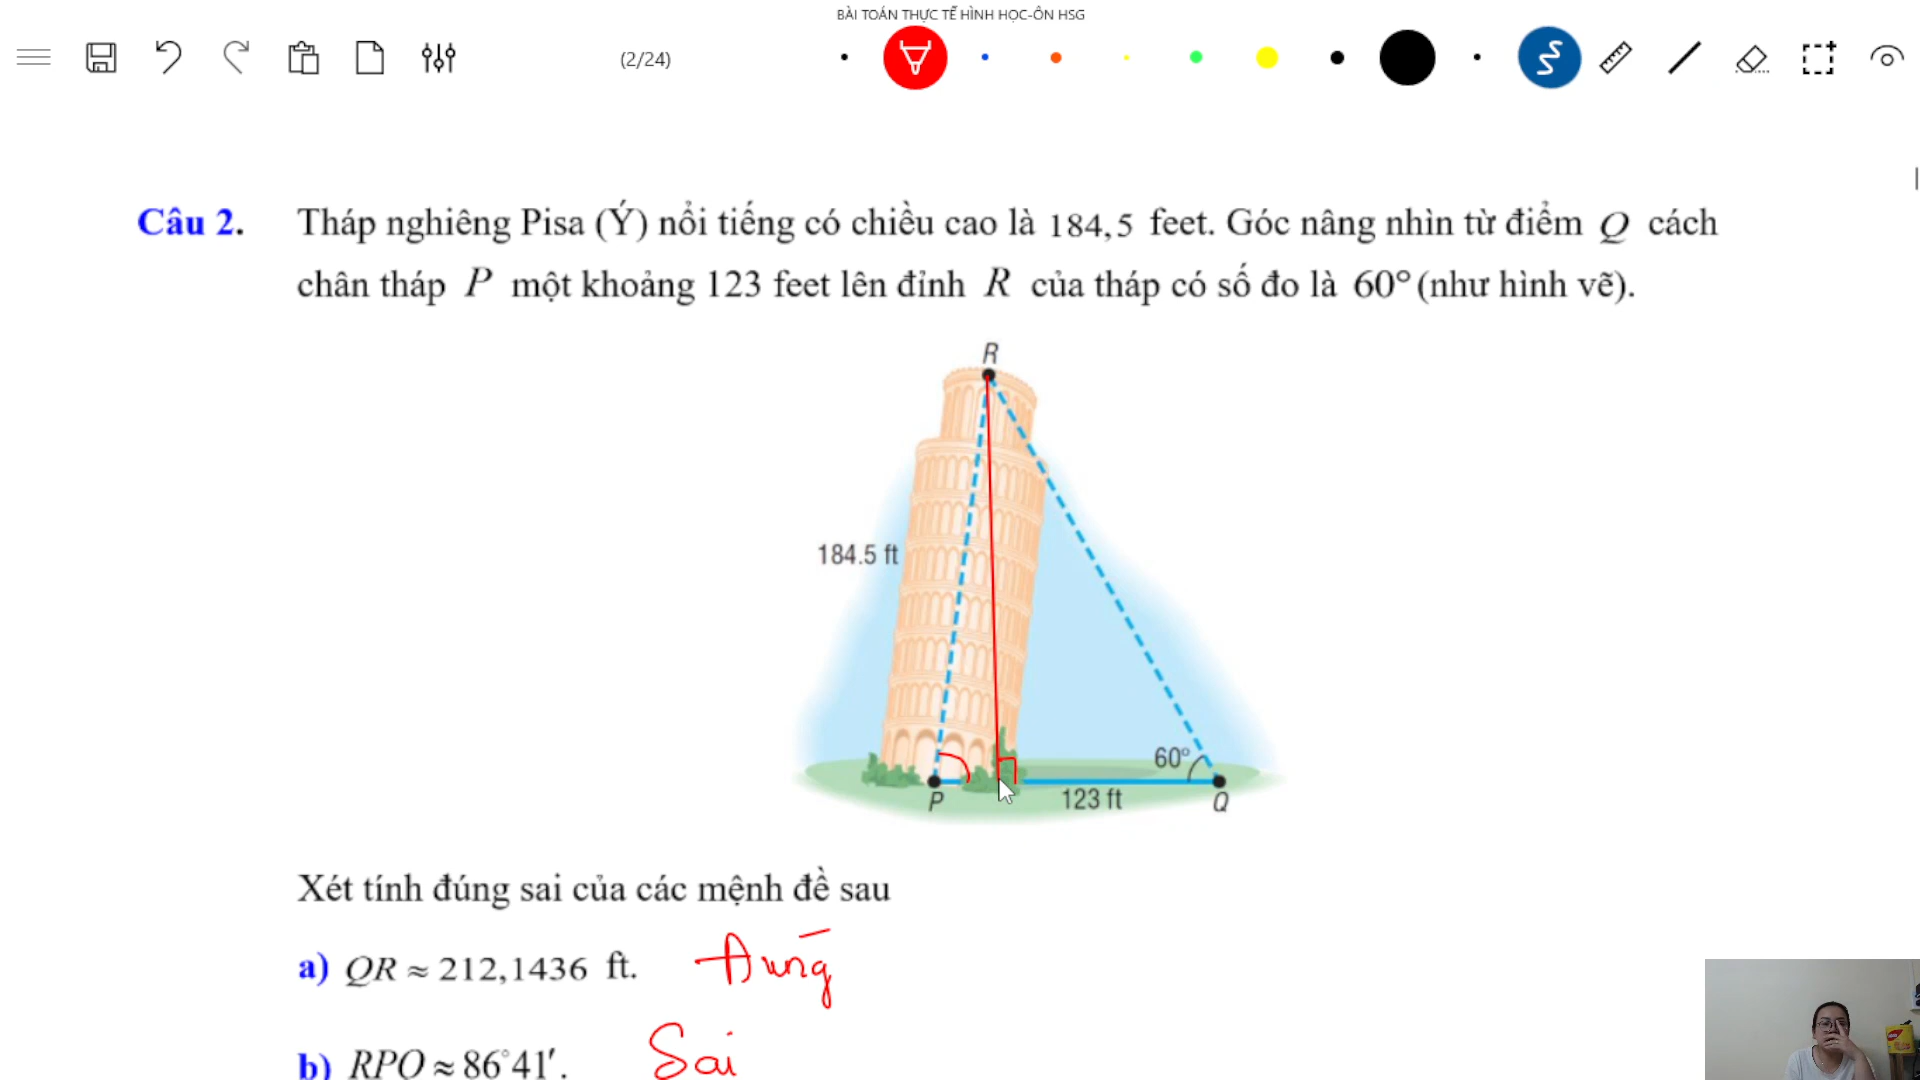 BÀI TOÁN THỰC TẾ HÌNH HỌC-ÔN HSG
(2/24)
Câu 2. Tháp nghiêng Pisa (Ý) nổi tiếng có chiều cao là 184,5 feet. Góc nâng nhìn từ điểm Q cách
chân tháp P một khoảng 123 feet lên đỉnh R của tháp có số đo là 60° (như hình vẽ).
R
184.5 ft
60°
P
123 ft
Q
Xét tính đúng sai của các mệnh đề sau
a) QR ≈ 212,1436 ft. Đung
b) RPQ ≈ 86°41′. Sai